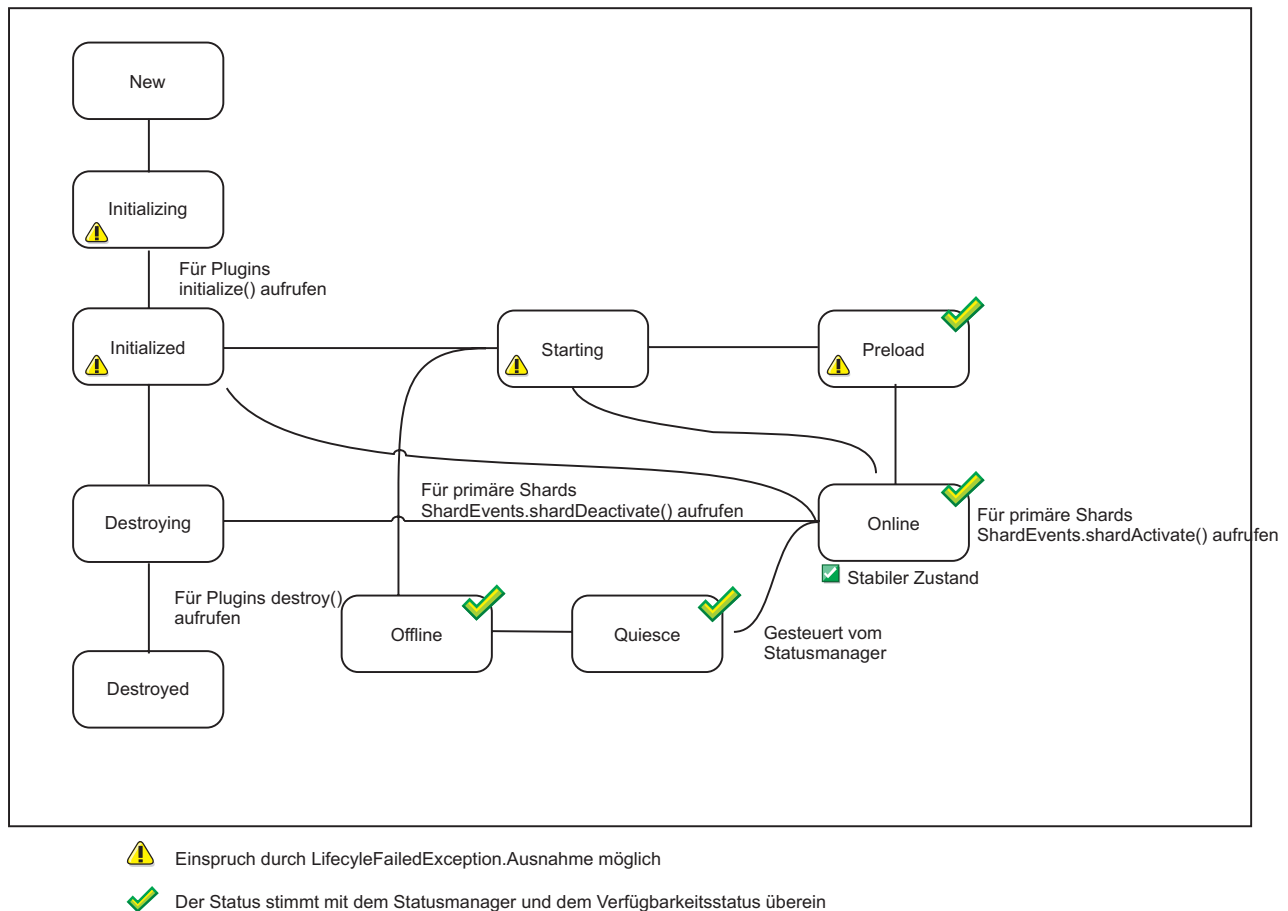 New
Initializing
Für Plugins
initialize() aufrufen
Initialized
Starting
Preload
Für primäre Shards
ShardEvents.shardDeactivate() aufrufen
Destroying
Online
Für primäre Shards
ShardEvents.shardActivate() aufrufen
Stabiler Zustand
Für Plugins destroy()
aufrufen
Offline
Quiesce
Gesteuert vom
Statusmanager
Destroyed
Einspruch durch LifecyleFailedException.Ausnahme möglich
Der Status stimmt mit dem Statusmanager und dem Verfügbarkeitsstatus überein